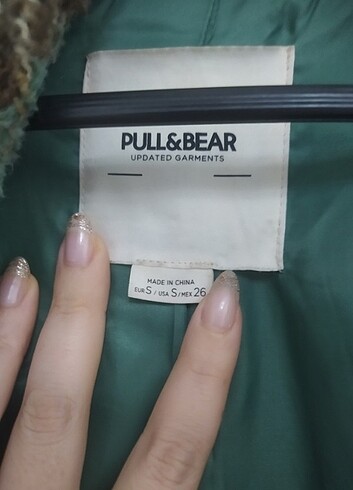 PULL&BEAR
UPDATED GARMENTS
MADE IN CHINA
EUR S / USA S / MEX 26